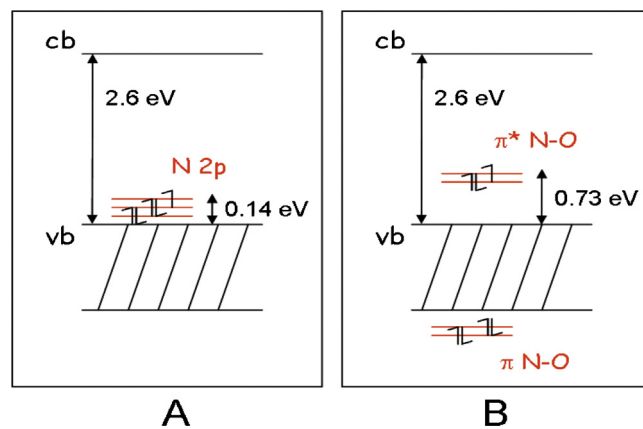 cb
2.6 eV
N 2p
0.14 eV
vb
A
cb
2.6 eV
π* N-O
0.73 eV
vb
π N-O
B